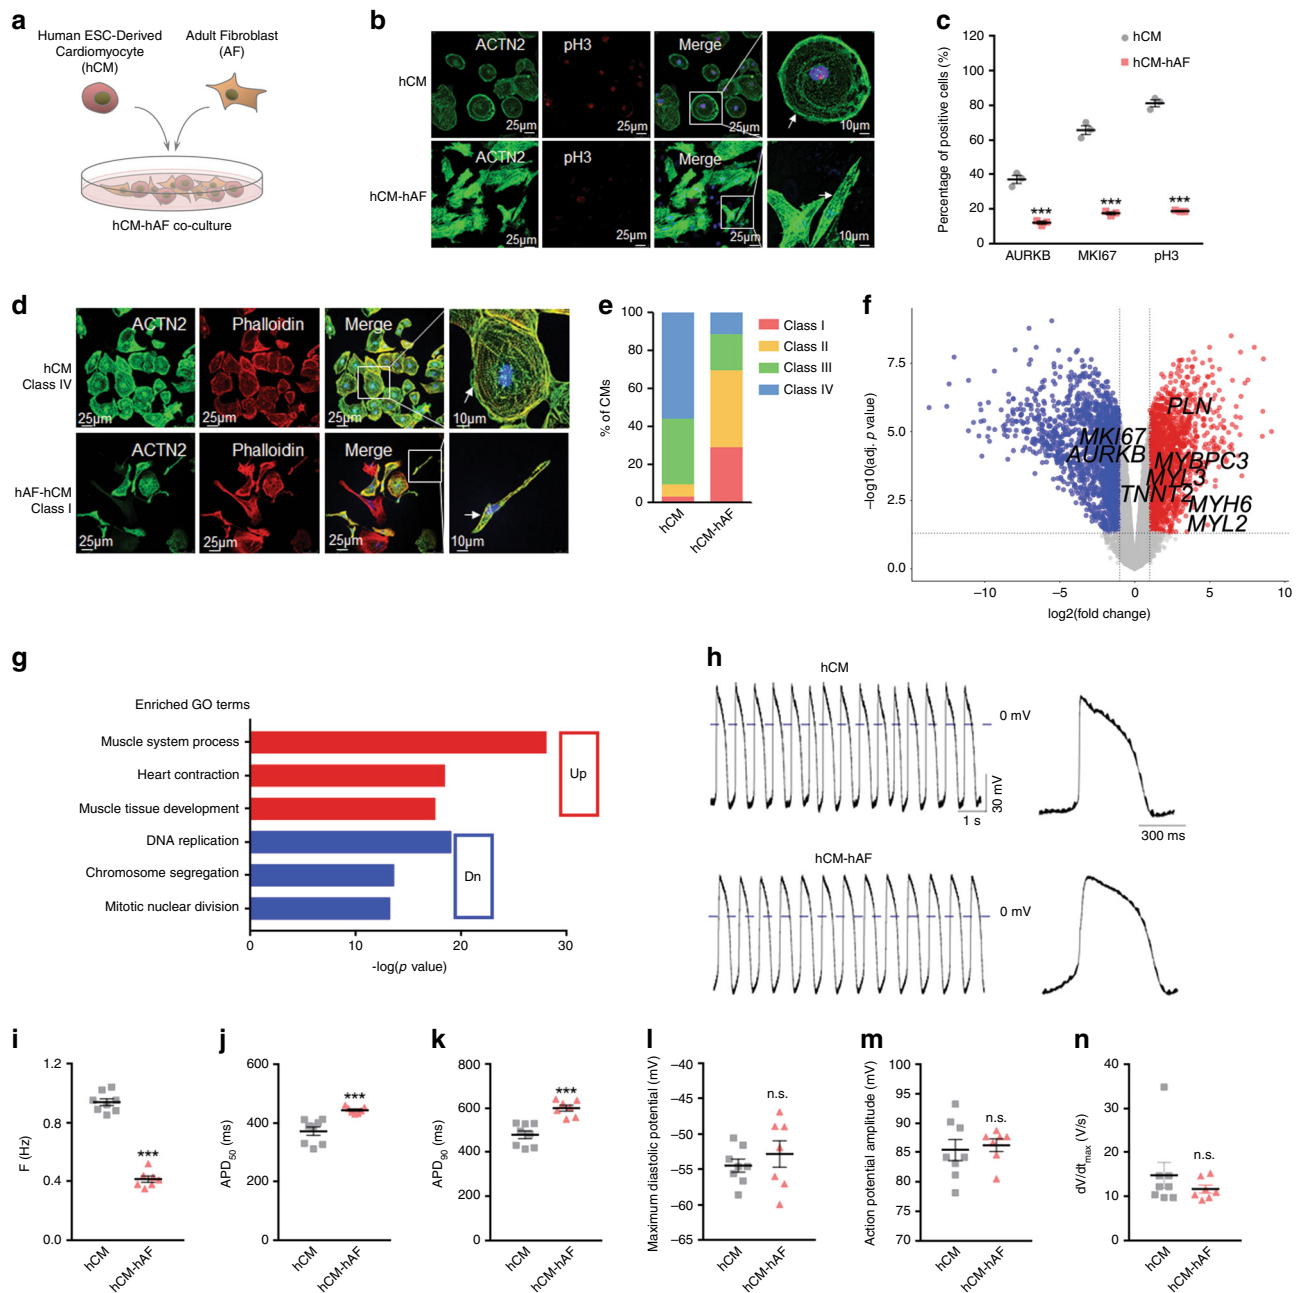 a
Human ESC-Derived
Cardiomyocyte
(hCM)
Adult Fibroblast
(AF)
hCM-hAF co-culture
b
hCM
ACTN2
25µm
pH3
25µm
Merge
25µm
10µm
hCM-hAF
ACTN2
25µm
pH3
25µm
Merge
25µm
10µm
c
Percentage of positive cells (%)
120
100
80
60
40
20
0
hCM
hCM-hAF
***
***
***
AURKB
MKI67
pH3
d
hCM
Class IV
ACTN2
25µm
Phalloidin
25µm
Merge
25µm
10µm
hAF-hCM
Class I
ACTN2
25µm
Phalloidin
25µm
Merge
25µm
10µm
e
% of CMs
100
80
60
40
20
0
hCM
hCM-hAF
Class I
Class II
Class III
Class IV
f
–log10(adj. p value)
7.5
5.0
2.5
0.0
PLN
MKI67
AURKB
MYBPC3
MYL3
TNNT2
MYH6
MYL2
–10
–5
0
5
10
log2(fold change)
g
Enriched GO terms
Muscle system process
Heart contraction
Muscle tissue development
DNA replication
Chromosome segregation
Mitotic nuclear division
Up
Dn
0
10
20
30
-log(p value)
h
hCM
0 mV
30 mV
1 s
300 ms
hCM-hAF
0 mV
i
F (Hz)
1.2
0.8
0.4
0.0
***
hCM
hCM-hAF
j
APD50 (ms)
600
400
200
0
***
hCM
hCM-hAF
k
APD90 (ms)
800
600
400
200
0
***
hCM
hCM-hAF
l
Maximum diastolic potential (mV)
–40
–45
–50
–55
–60
–65
n.s.
hCM
hCM-hAF
m
Action potential amplitude (mV)
100
95
90
85
80
75
70
n.s.
hCM
hCM-hAF
n
dV/dtmax (V/s)
40
30
20
10
0
n.s.
hCM
hCM-hAF